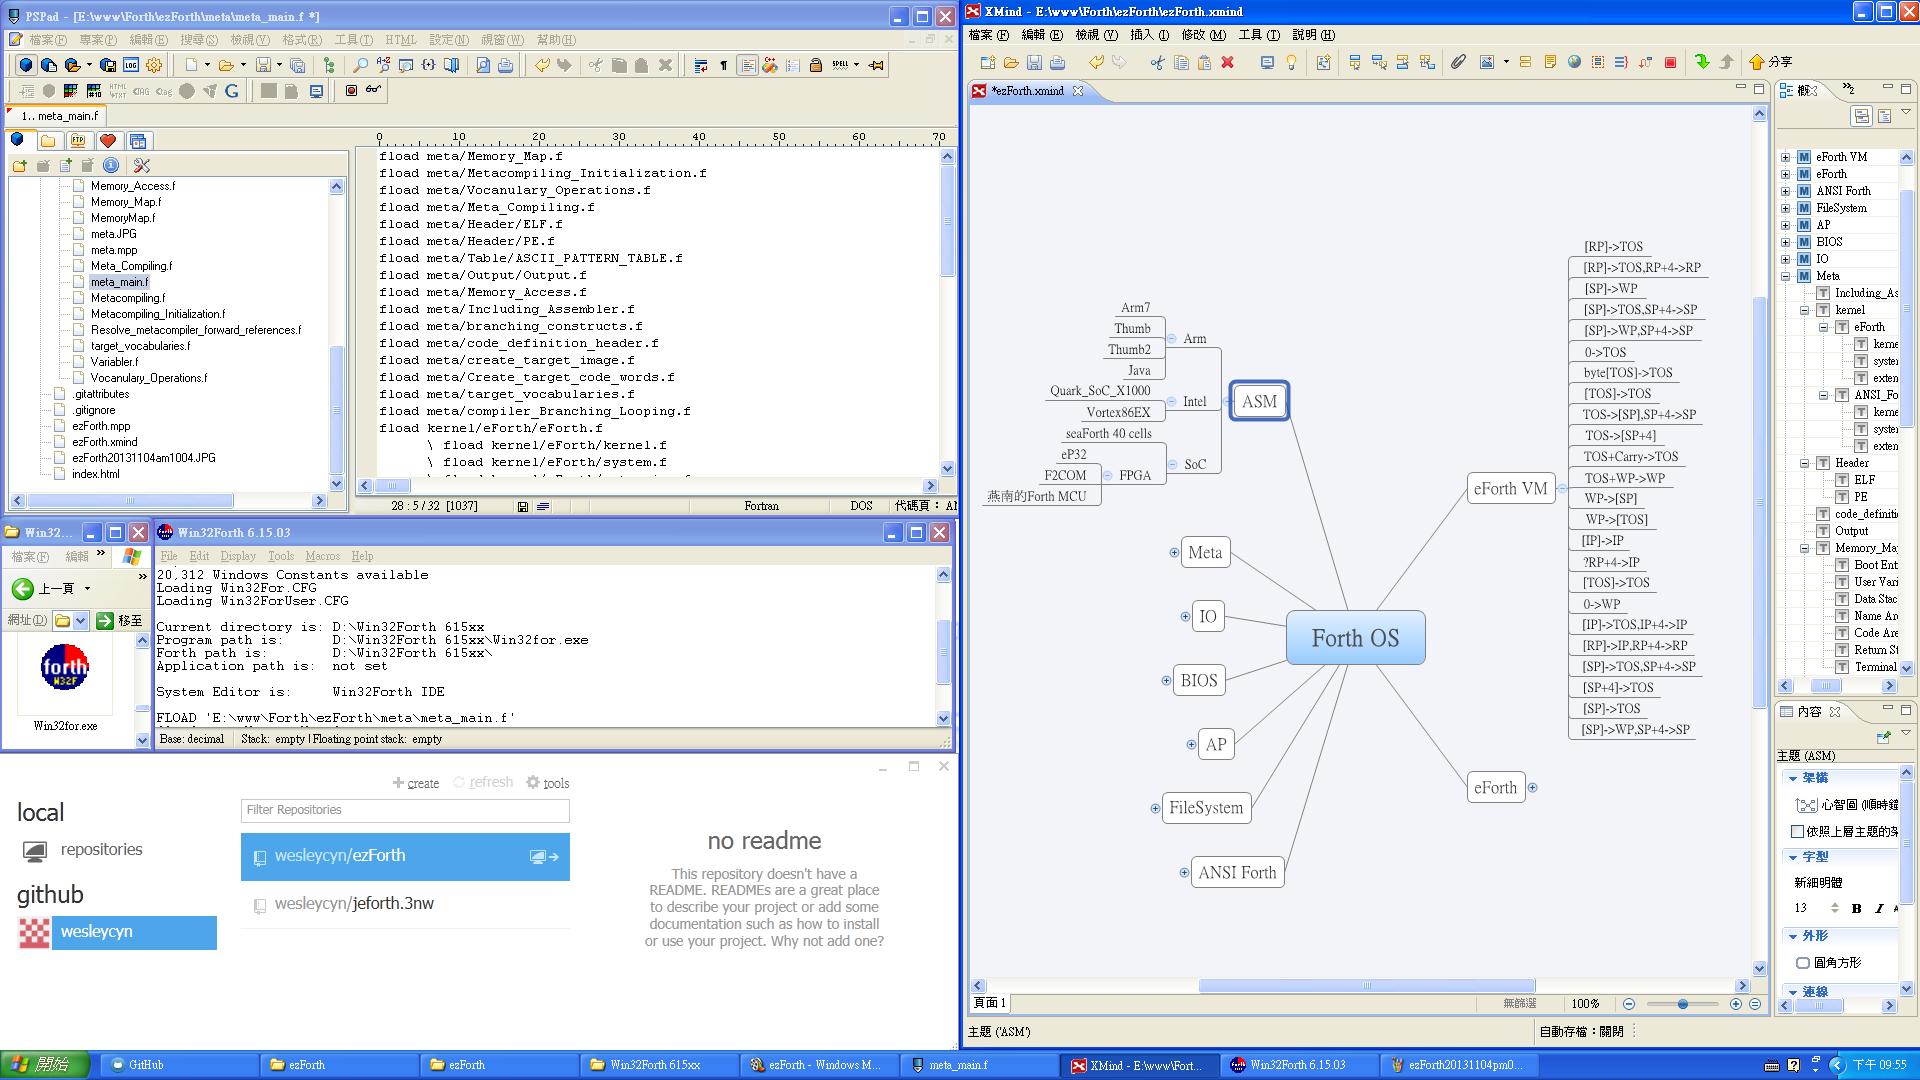 PSPad - [E:\www\Forth\ezForth\meta\meta_main.f *]
檔案(F) 專案(P) 編輯(E) 搜尋(S) 檢視(V) 格式(R) 工具(T) HTML 設定(N) 視窗(W) 幫助(H)
1.. meta_main.f
0 10 20 30 40 50 60 70
Memory_Access.f
Memory_Map.f
MemoryMap.f
meta.JPG
meta.mpp
Meta_Compiling.f
meta_main.f
Metacompiling.f
Metacompiling_Initialization.f
Resolve_metacompiler_forward_references.f
target_vocabularies.f
Variabler.f
Vocanulary_Operations.f
.gitattributes
.gitignore
ezForth.mpp
ezForth.xmind
ezForth20131104am1004.JPG
index.html
fload meta/Memory_Map.f
fload meta/Metacompiling_Initialization.f
fload meta/Vocanulary_Operations.f
fload meta/Meta_Compiling.f
fload meta/Header/ELF.f
fload meta/Header/PE.f
fload meta/Table/ASCII_PATTERN_TABLE.f
fload meta/Output/Output.f
fload meta/Memory_Access.f
fload meta/Including_Assembler.f
fload meta/branching_constructs.f
fload meta/code_definition_header.f
fload meta/create_target_image.f
fload meta/Create_target_code_words.f
fload meta/target_vocabularies.f
fload meta/compiler_Branching_Looping.f
fload kernel/eForth/eForth.f
\ fload kernel/eForth/kernel.f
\ fload kernel/eForth/system.f
28 : 5 / 32 [1037] Fortran DOS 代碼頁：
Win32...
檔案(F) 編輯 »
上一頁
網址(D) 移至
Win32for.exe
Win32Forth 6.15.03
File Edit Display Tools Macros Help
20,312 Windows Constants available
Loading Win32For.CFG
Loading Win32ForUser.CFG
Current directory is: D:\Win32Forth 615xx
Program path is: D:\Win32Forth 615xx\Win32for.exe
Forth path is: D:\Win32Forth 615xx\
Application path is: not set
System Editor is: Win32Forth IDE
FLOAD 'E:\www\Forth\ezForth\meta\meta_main.f'
Base: decimal Stack: empty | Floating point stack: empty
local
repositories
github
wesleycyn
create refresh tools
Filter Repositories
wesleycyn/ezForth
wesleycyn/jeforth.3nw
no readme
This repository doesn't have a
README. READMEs are a great place
to describe your project or add some
documentation such as how to install
or use your project. Why not add one?
XMind - E:\www\Forth\ezForth\ezForth.xmind
檔案 (F) 編輯 (E) 檢視 (V) 插入 (I) 修改 (M) 工具 (T) 說明 (H)
分享
*ezForth.xmind
Arm7
Thumb
Thumb2
Java
Arm
Quark_SoC_X1000
Vortex86EX
Intel
seaForth 40 cells
eP32
F2COM
燕南的Forth MCU
FPGA
SoC
ASM
Meta
IO
BIOS
AP
FileSystem
ANSI Forth
Forth OS
eForth VM
eForth
[RP]->TOS
[RP]->TOS,RP+4->RP
[SP]->WP
[SP]->TOS,SP+4->SP
[SP]->WP,SP+4->SP
0->TOS
byte[TOS]->TOS
[TOS]->TOS
TOS->[SP],SP+4->SP
TOS->[SP+4]
TOS+Carry->TOS
TOS+WP->WP
WP->[SP]
WP->[TOS]
[IP]->IP
?RP+4->IP
[TOS]->TOS
0->WP
[IP]->TOS,IP+4->IP
[RP]->IP,RP+4->RP
[SP]->TOS,SP+4->SP
[SP+4]->TOS
[SP]->TOS
[SP]->WP,SP+4->SP
頁面 1
無篩選 100%
主題 ('ASM')
自動存檔：關閉
概
eForth VM
eForth
ANSI Forth
FileSystem
AP
BIOS
IO
Meta
Including_As
kernel
eForth
kerne
system
exten
ANSI_Fo
kerne
system
exten
Header
ELF
PE
code_definiti
Output
Memory_Ma
Boot Ent
User Vari
Data Stac
Name Are
Code Are
Return St
Terminal
內容
主題 (ASM)
架構
心智圖 (順時鐘
依照上層主題的架
字型
新細明體
13 B I
外形
圓角方形
連線
開始
GitHub
ezForth
ezForth
Win32Forth 615xx
ezForth - Windows M...
meta_main.f
XMind - E:\www\Fort...
Win32Forth 6.15.03
ezForth20131104pm0...
下午 09:55